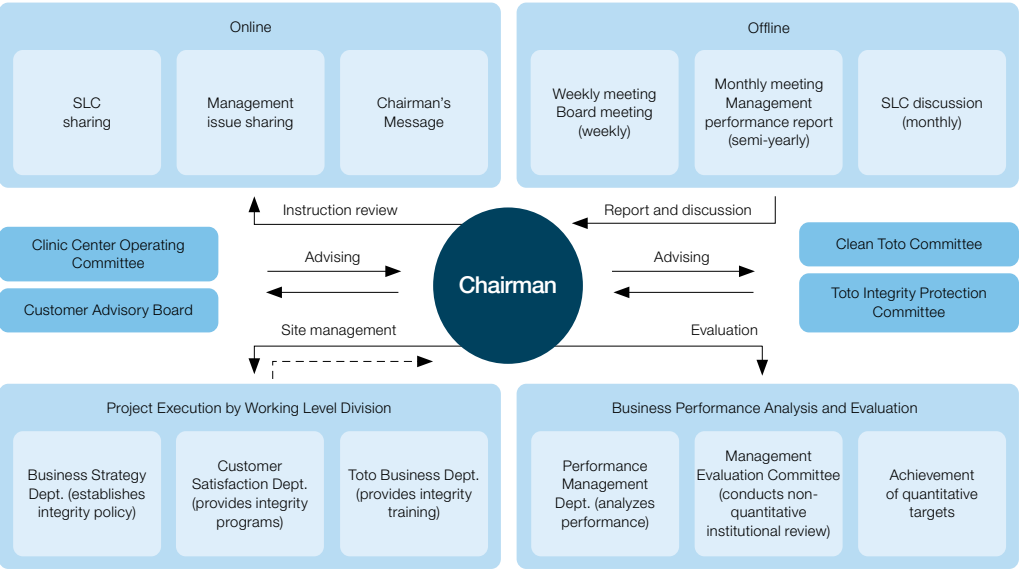 Online
SLC
sharing
Management
issue sharing
Chairman's
Message
Offline
Weekly meeting
Board meeting
(weekly)
Monthly meeting
Management
performance report
(semi-yearly)
SLC discussion
(monthly)
Instruction review
Report and discussion
Clinic Center Operating
Committee
Customer Advisory Board
Advising
Chairman
Advising
Clean Toto Committee
Toto Integrity Protection
Committee
Site management
Evaluation
Project Execution by Working Level Division
Business Strategy
Dept. (establishes
integrity policy)
Customer
Satisfaction Dept.
(provides integrity
programs)
Toto Business Dept.
(provides integrity
training)
Business Performance Analysis and Evaluation
Performance
Management
Dept. (analyzes
performance)
Management
Evaluation Committee
(conducts non-
quantitative
institutional review)
Achievement
of quantitative
targets